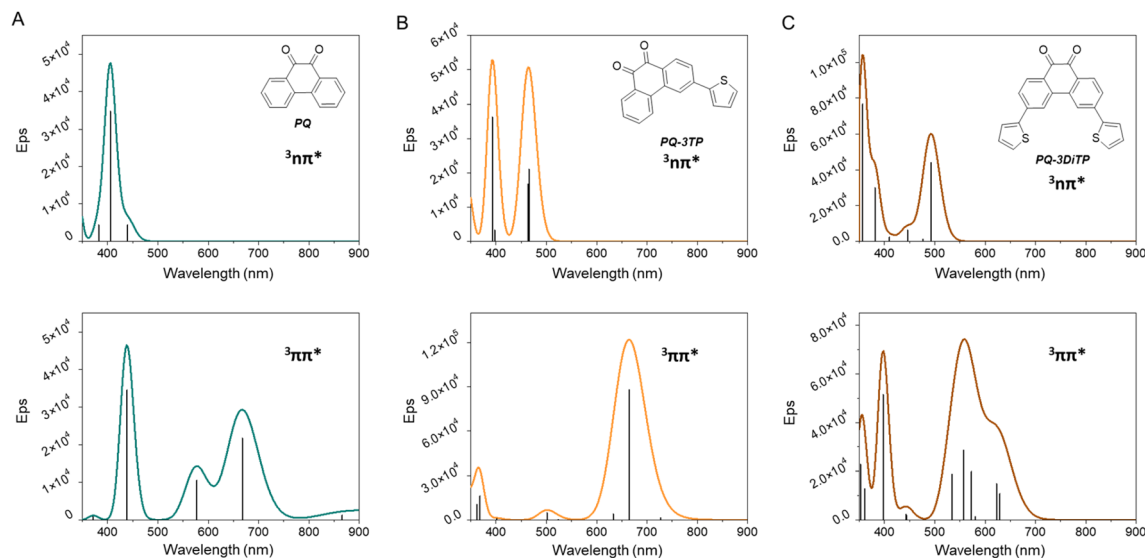 A
Eps
5×10⁴
4×10⁴
3×10⁴
2×10⁴
1×10⁴
0
O
O
PQ
³nπ*
400 500 600 700 800 900
Wavelength (nm)
B
Eps
6×10⁴
5×10⁴
4×10⁴
3×10⁴
2×10⁴
1×10⁴
0
O
O
S
PQ-3TP
³nπ*
400 500 600 700 800 900
Wavelength (nm)
C
Eps
1.0×10⁵
8.0×10⁴
6.0×10⁴
4.0×10⁴
2.0×10⁴
0.0
O
O
S
S
PQ-3DiTP
³nπ*
400 500 600 700 800 900
Wavelength (nm)
Eps
5×10⁴
4×10⁴
3×10⁴
2×10⁴
1×10⁴
0
³ππ*
400 500 600 700 800 900
Wavelength (nm)
Eps
1.2×10⁵
9.0×10⁴
6.0×10⁴
3.0×10⁴
0.0
³ππ*
400 500 600 700 800 900
Wavelength (nm)
Eps
8.0×10⁴
6.0×10⁴
4.0×10⁴
2.0×10⁴
0.0
³ππ*
400 500 600 700 800 900
Wavelength (nm)